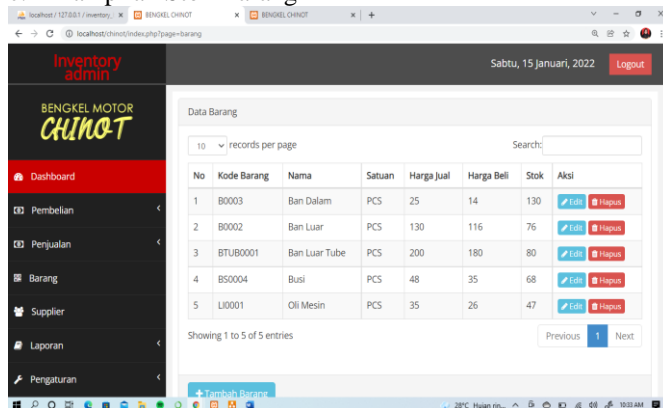 localhost / 127.0.0.1 / inventory_
BENGKEL CHINOT
BENGKEL CHINOT
localhost/chinot/index.php?page=barang
Inventory
admin
Sabtu, 15 Januari, 2022
Logout
BENGKEL MOTOR
CHINOT
Dashboard
Pembelian
Penjualan
Barang
Supplier
Laporan
Pengaturan
Data Barang
10 records per page
Search:
No Kode Barang Nama Satuan Harga Jual Harga Beli Stok Aksi
1 B0003 Ban Dalam PCS 25 14 130 Edit Hapus
2 B0002 Ban Luar PCS 130 116 76 Edit Hapus
3 BTUB0001 Ban Luar Tube PCS 200 180 80 Edit Hapus
4 BS0004 Busi PCS 48 35 68 Edit Hapus
5 LI0001 Oli Mesin PCS 35 26 47 Edit Hapus
Showing 1 to 5 of 5 entries
Previous 1 Next
+Tambah Barang
28°C Hujan rin... 10:33 AM